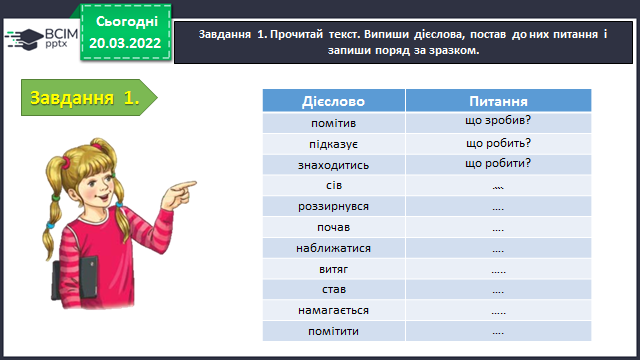 ВСІМ
pptx
Сьогодні
20.03.2022
Завдання 1. Прочитай текст. Випиши дієслова, постав до них питання і
запиши поряд за зразком.
Завдання 1.
Дієслово Питання
помітив що зробив?
підказує що робить?
знаходитись що робити?
сів ….
роззирнувся ….
почав ….
наближатися ….
витяг …..
став ….
намагається …..
помітити ….